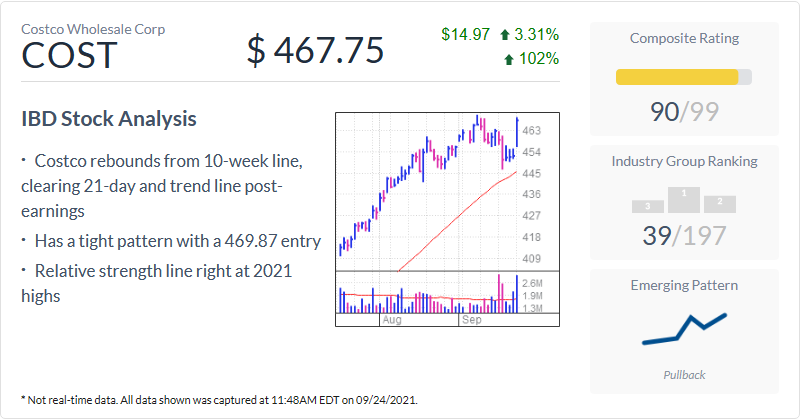 Costco Wholesale Corp
COST
$ 467.75
$14.97 3.31%
102%
IBD Stock Analysis
· Costco rebounds from 10-week line,
clearing 21-day and trend line post-
earnings
· Has a tight pattern with a 469.87 entry
· Relative strength line right at 2021
highs
463
454
445
436
427
418
409
2.6M
1.9M
1.3M
Aug Sep
Composite Rating
90/99
Industry Group Ranking
3 1 2
39/197
Emerging Pattern
Pullback
* Not real-time data. All data shown was captured at 11:48AM EDT on 09/24/2021.